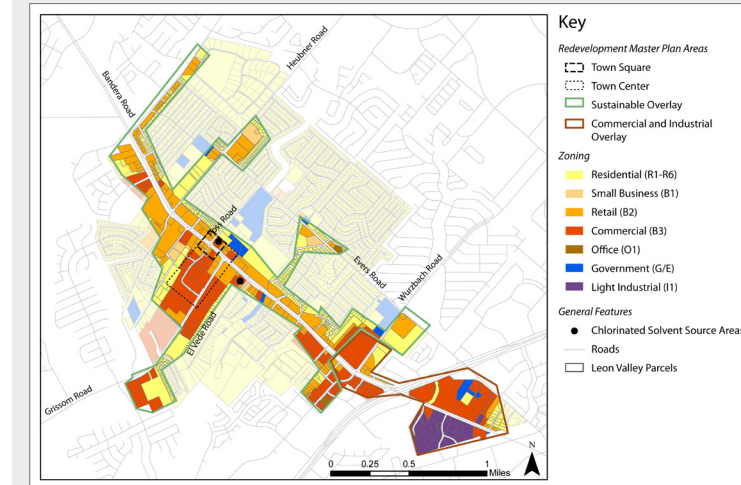 Key
Redevelopment Master Plan Areas
Town Square
Town Center
Sustainable Overlay
Commercial and Industrial
Overlay
Zoning
Residential (R1-R6)
Small Business (B1)
Retail (B2)
Commercial (B3)
Office (O1)
Government (G/E)
Light Industrial (I1)
General Features
Chlorinated Solvent Source Areas
Roads
Leon Valley Parcels
Heubner Road
Bandera Road
Poss Road
Evers Road
Wurzbach Road
El Vede Road
Grissom Road
0 0.25 0.5 1
Miles
N